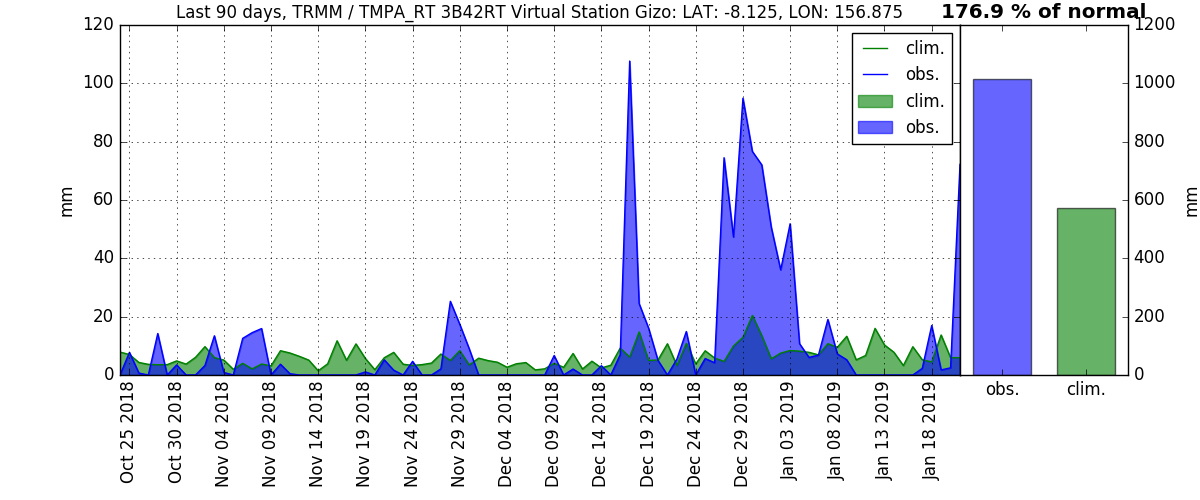 Last 90 days, TRMM / TMPA_RT 3B42RT Virtual Station Gizo: LAT: -8.125, LON: 156.875
176.9 % of normal
120
100
80
60
40
20
0
mm
clim.
obs.
clim.
obs.
1200
1000
800
600
400
200
0
mm
obs.
clim.
Oct 25 2018
Oct 30 2018
Nov 04 2018
Nov 09 2018
Nov 14 2018
Nov 19 2018
Nov 24 2018
Nov 29 2018
Dec 04 2018
Dec 09 2018
Dec 14 2018
Dec 19 2018
Dec 24 2018
Dec 29 2018
Jan 03 2019
Jan 08 2019
Jan 13 2019
Jan 18 2019